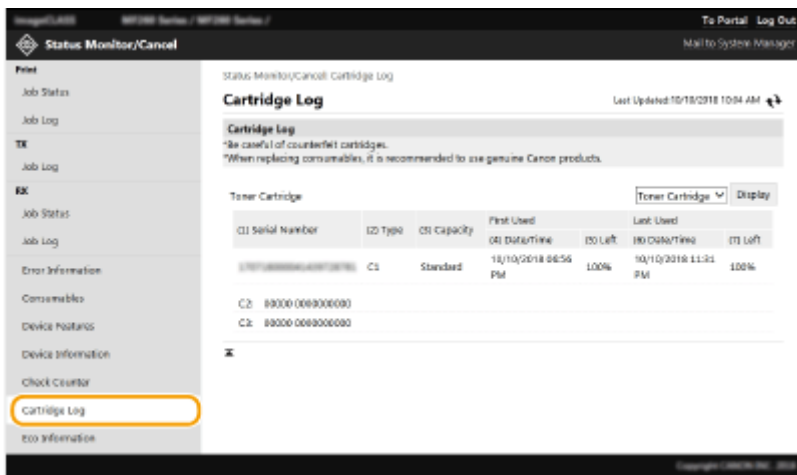 To Portal Log Out
Status Monitor/Cancel
Mail to System Manager
Print
Job Status
Job Log
TX
Job Log
RX
Job Status
Job Log
Error Information
Consumables
Device Features
Device Information
Check Counter
Cartridge Log
Eco Information
Status Monitor/Cancel: Cartridge Log
Cartridge Log
Last Updated:10/10/2018 10:04 AM
Cartridge Log
*Be careful of counterfeit cartridges.
*When replacing consumables, it is recommended to use genuine Canon products.
Toner Cartridge
Toner Cartridge Display
(1) Serial Number (2) Type (3) Capacity First Used Last Used
(4) Date/Time (5) Left (6) Date/Time (7) Left
C1 Standard 10/10/2018 08:56 PM 100% 10/10/2018 11:31 PM 100%
C2: 00000 0000000000
C3: 00000 0000000000